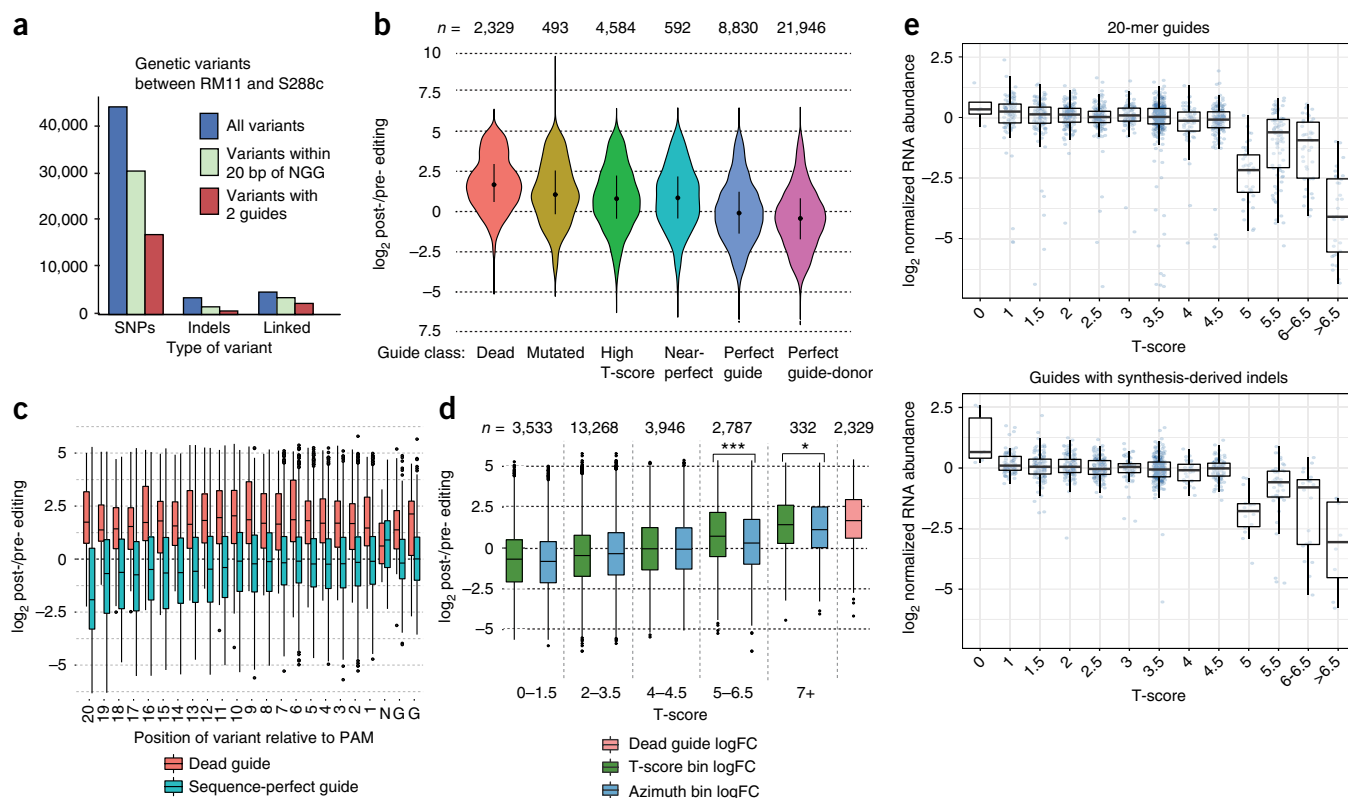 a
Genetic variants
between RM11 and S288c
40,000
30,000
20,000
10,000
0
All variants
Variants within
20 bp of NGG
Variants with
2 guides
SNPs Indels Linked
Type of variant
b
n = 2,329 493 4,584 592 8,830 21,946
log2 post-/pre- editing
10
7.5
5
2.5
0
−2.5
−5
7.5
Guide class: Dead Mutated High Near- Perfect Perfect
T-score perfect guide guide-donor
c
log2 post-/pre- editing
5
2.5
0
−2.5
−5
20 19 18 17 16 15 14 13 12 11 10 9 8 7 6 5 4 3 2 1 N G G
Position of variant relative to PAM
Dead guide
Sequence-perfect guide
d
n = 3,533 13,268 3,946 2,787 332 2,329
*** *
log2 post-/pre- editing
5
2.5
0
−2.5
−5
0–1.5 2–3.5 4–4.5 5–6.5 7+
T-score
Dead guide logFC
T-score bin logFC
Azimuth bin logFC
e
20-mer guides
log2 normalized RNA abundance
2.5
0
−2.5
−5
0 1 1.5 2 2.5 3 3.5 4 4.5 5 5.5 6–6.5 >6.5
T-score
Guides with synthesis-derived indels
log2 normalized RNA abundance
2.5
0
−2.5
−5
0 1 1.5 2 2.5 3 3.5 4 4.5 5 5.5 6–6.5 >6.5
T-score